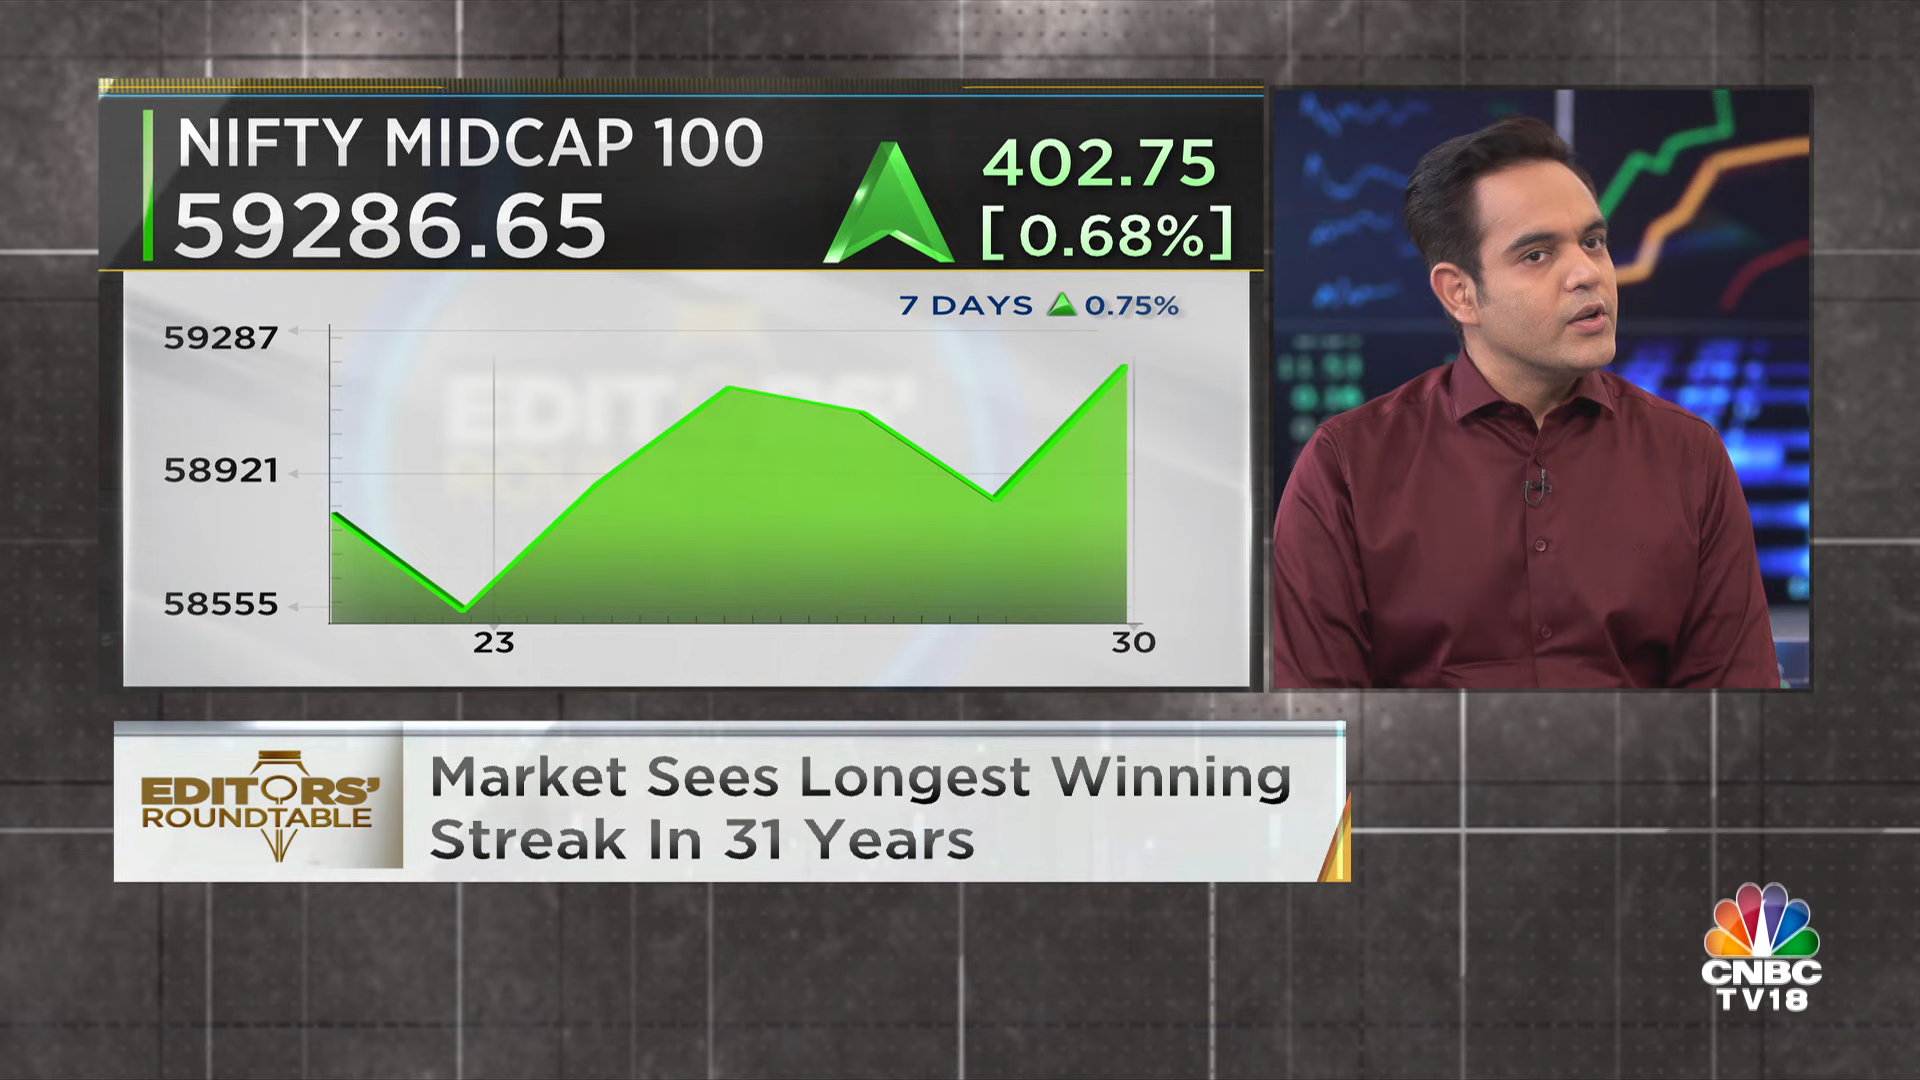 NIFTY MIDCAP 100
59286.65
402.75
[ 0.68%]
7 DAYS 0.75%
59287
58921
58555
23
30
EDITORS'
ROUNDTABLE
Market Sees Longest Winning
Streak In 31 Years
CNBC
TV18